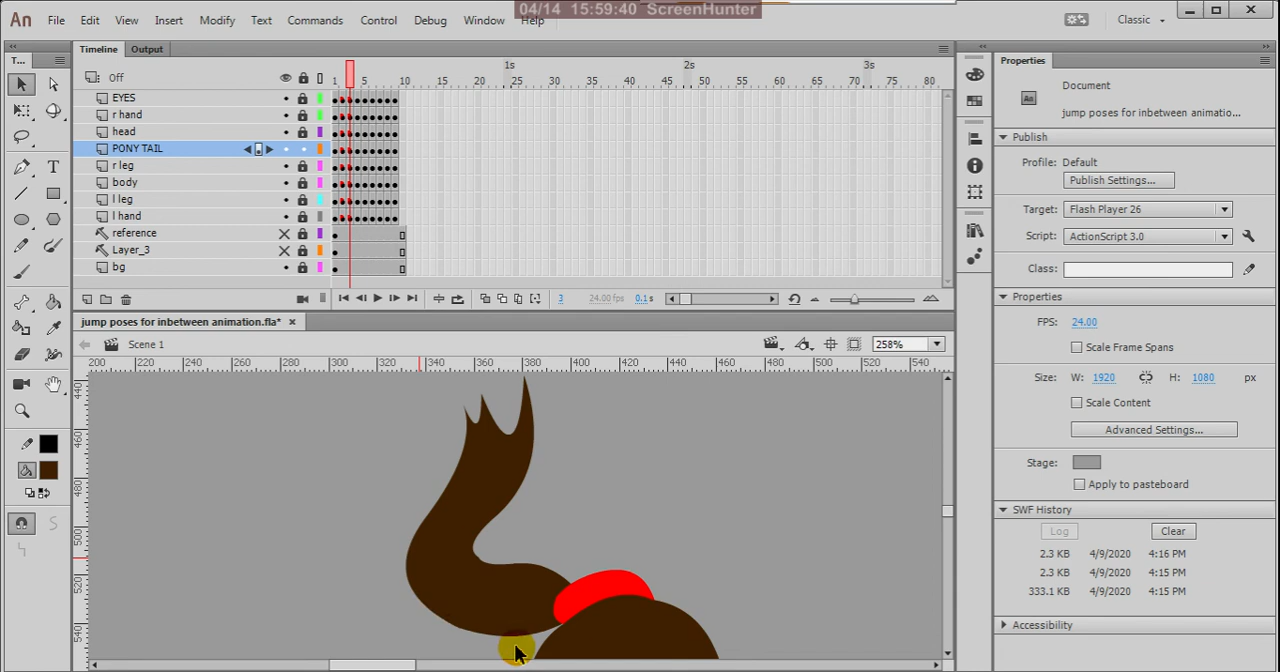 04/14 15:59:40 ScreenHunter
An File Edit View Insert Modify Text Commands Control Debug Window Help Classic
T... Timeline Output Properties
Off 1s 2s 3s
1 5 10 15 20 25 30 35 40 45 50 55 60 65 70 75 80
EYES
r hand
head
PONY TAIL
r leg
body
l leg
l hand
reference
Layer_3
bg
3 24.00 fps 0.1 s
jump poses for inbetween animation.fla*
Scene 1 258%
200 220 240 260 280 300 320 340 360 380 400 420 440 460 480 500 520 540
440
460
480
500
520
540
Document
An jump poses for inbetween animatio...
Publish
Profile: Default
Publish Settings...
Target: Flash Player 26
Script: ActionScript 3.0
Class:
Properties
FPS: 24.00
Scale Frame Spans
Size: W: 1920 H: 1080 px
Scale Content
Advanced Settings...
Stage:
Apply to pasteboard
SWF History
Log Clear
2.3 KB 4/9/2020 4:16 PM
2.3 KB 4/9/2020 4:15 PM
333.1 KB 4/9/2020 4:15 PM
Accessibility